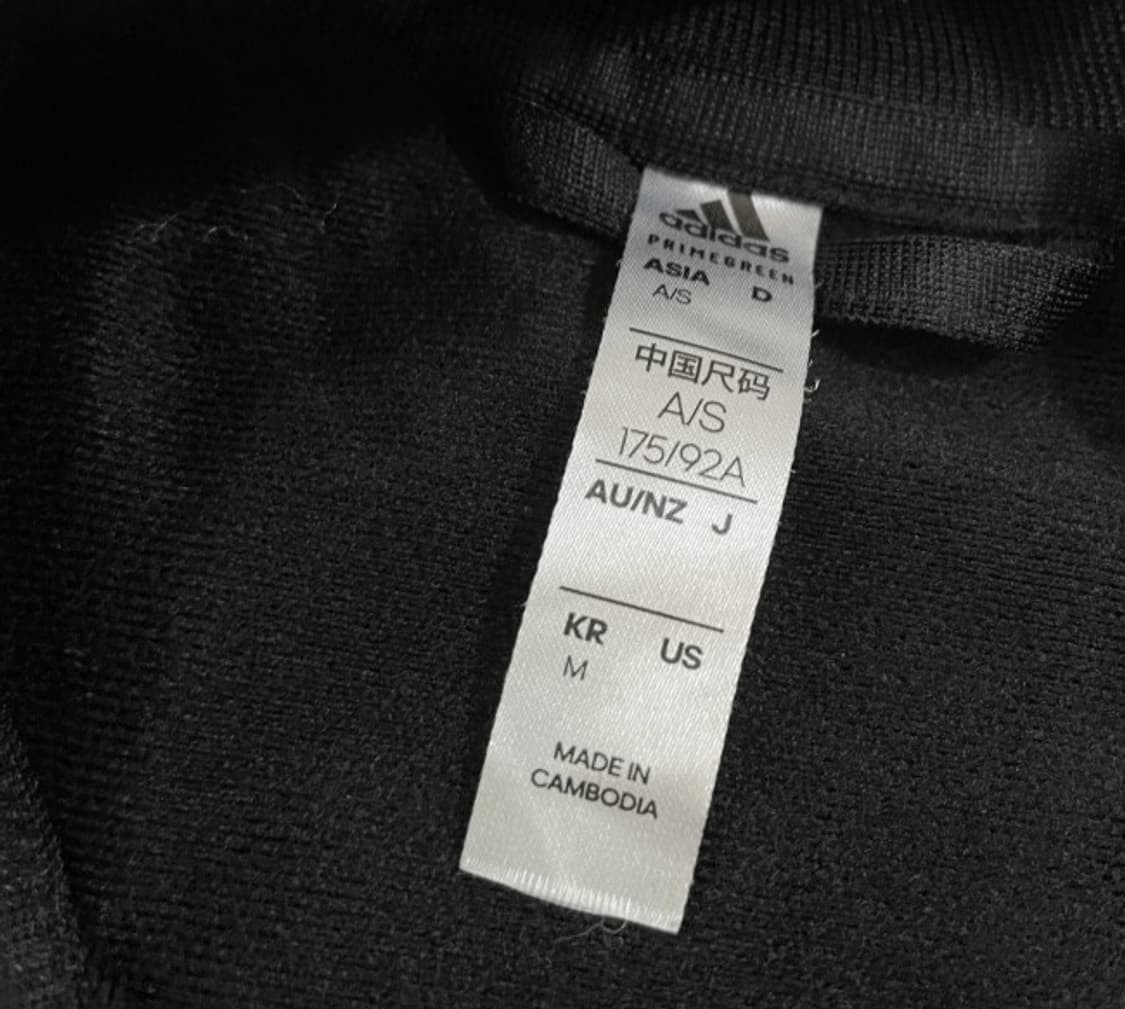 adidas
PRIMEGREEN
ASIA D
A/S
中国尺码
A/S
175/92A
AU/NZ J
KR US
M
MADE IN
CAMBODIA